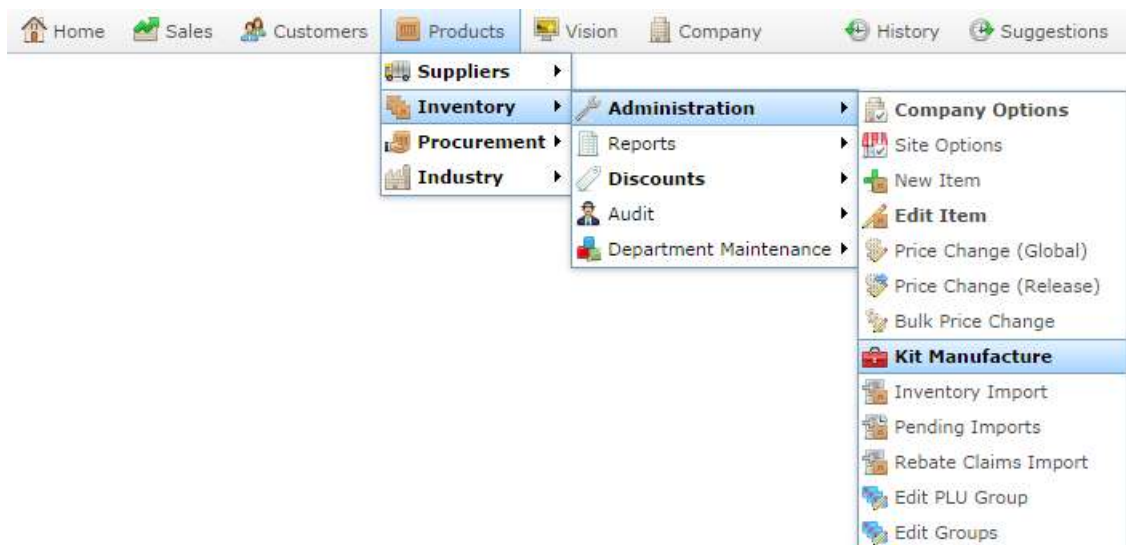 Home Sales Customers Products Vision Company History Suggestions
Suppliers
Inventory Administration Company Options
Procurement Reports Site Options
Industry Discounts New Item
Audit Edit Item
Department Maintenance Price Change (Global)
Price Change (Release)
Bulk Price Change
Kit Manufacture
Inventory Import
Pending Imports
Rebate Claims Import
Edit PLU Group
Edit Groups